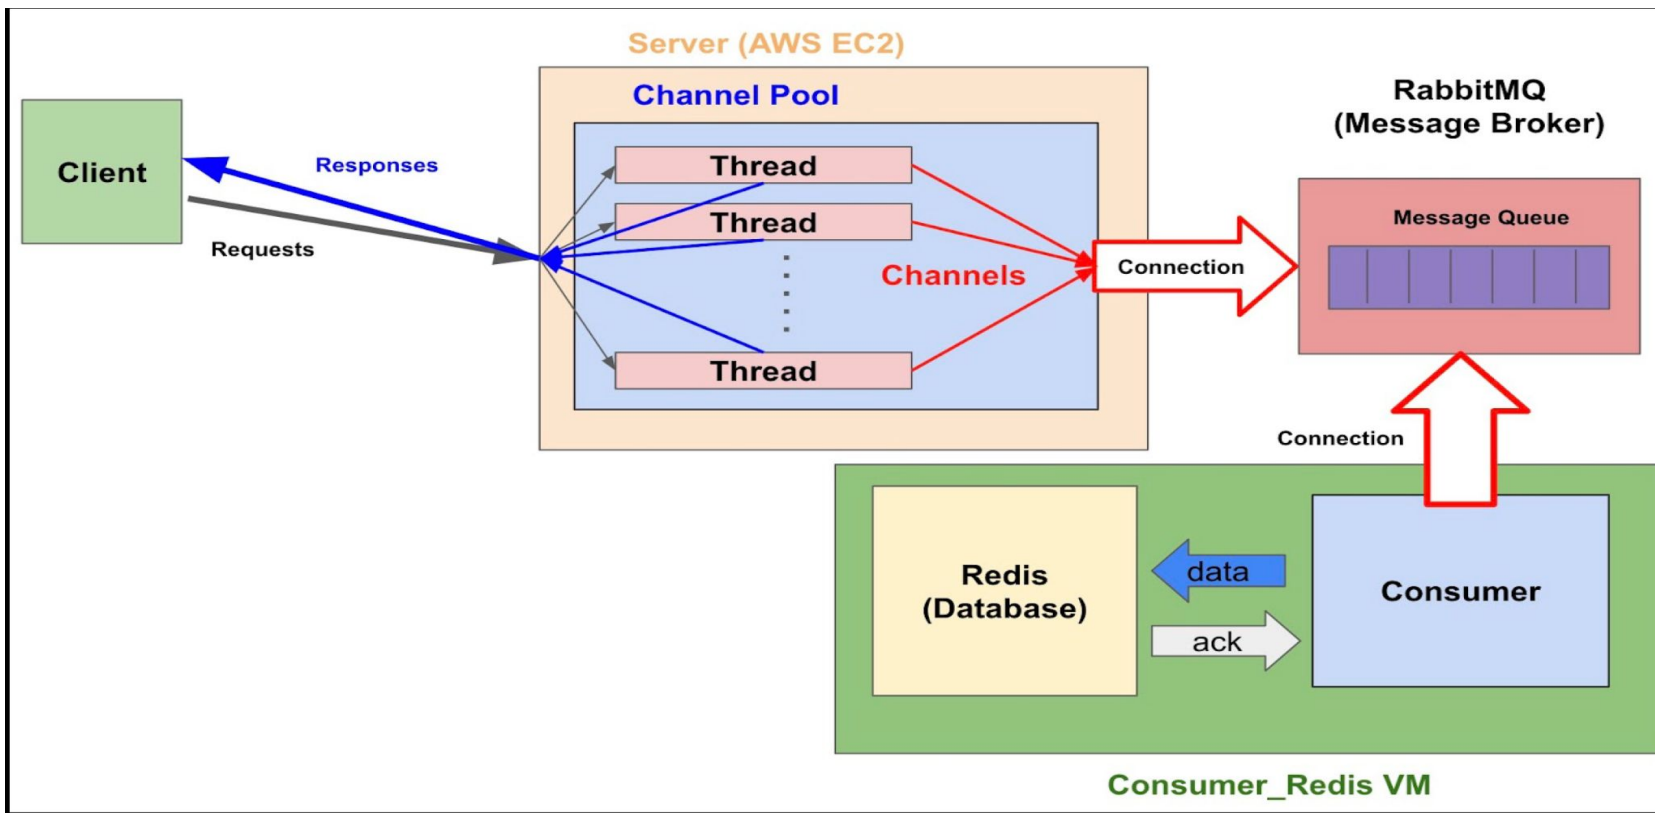 Server (AWS EC2)
Channel Pool
RabbitMQ
(Message Broker)
Client
Responses
Requests
Thread
Thread
Thread
Channels
Connection
Message Queue
Connection
Redis
(Database)
data
ack
Consumer
Consumer_Redis VM